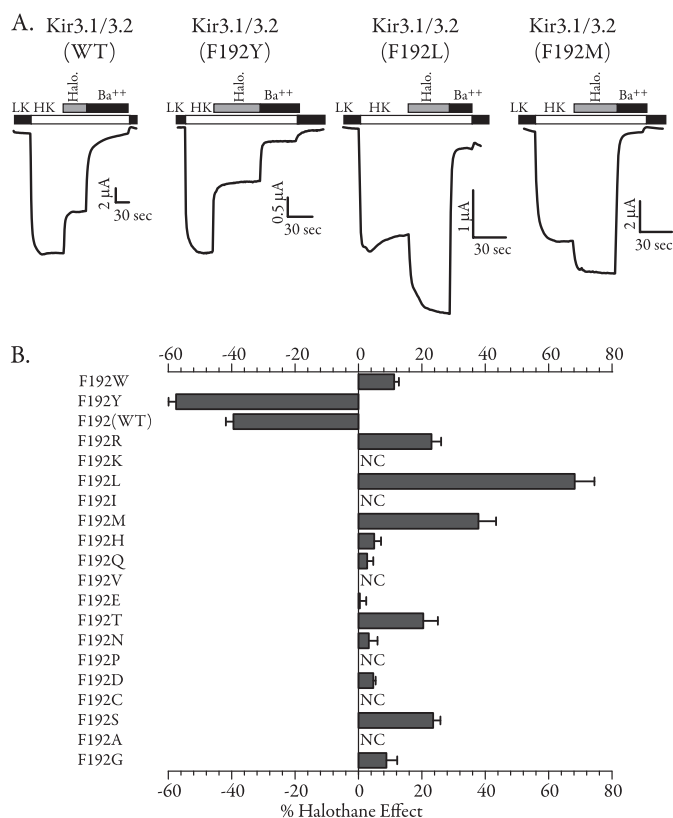 A. Kir3.1/3.2 Kir3.1/3.2 Kir3.1/3.2 Kir3.1/3.2
(WT) (F192Y) (F192L) (F192M)
LK HK Halo. Ba++ LK HK Halo. Ba++ LK HK Halo. Ba++ LK HK Halo. Ba++
2 µA 0.5 µA 1 µA 2 µA
30 sec 30 sec 30 sec 30 sec
B. -60 -40 -20 0 20 40 60 80
F192W
F192Y
F192(WT)
F192R
F192K NC
F192L
F192I NC
F192M
F192H
F192Q
F192V NC
F192E
F192T
F192N
F192P NC
F192D
F192C NC
F192S
F192A NC
F192G
-60 -40 -20 0 20 40 60 80
% Halothane Effect